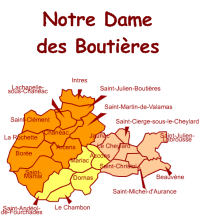 Notre Dame
des Boutières
Intres
Lachapelle-
sous-Chanéac
Saint-Julien-Boutières
Saint-Martin-de-Valamas
Saint-Clément
Saint-Cierge-sous-le-Cheylard
Chanéac
Jaunac
Saint-Julien-
Labrousse
La Rochette
Le Cheylard
Arcens
Borée
Accons
Mariac
Saint-Christol
Saint-
Martial
Dornas
Beauvène
Saint-Michel-d'Aurance
Saint-Andéol-
de-Fourchades
Le Chambon